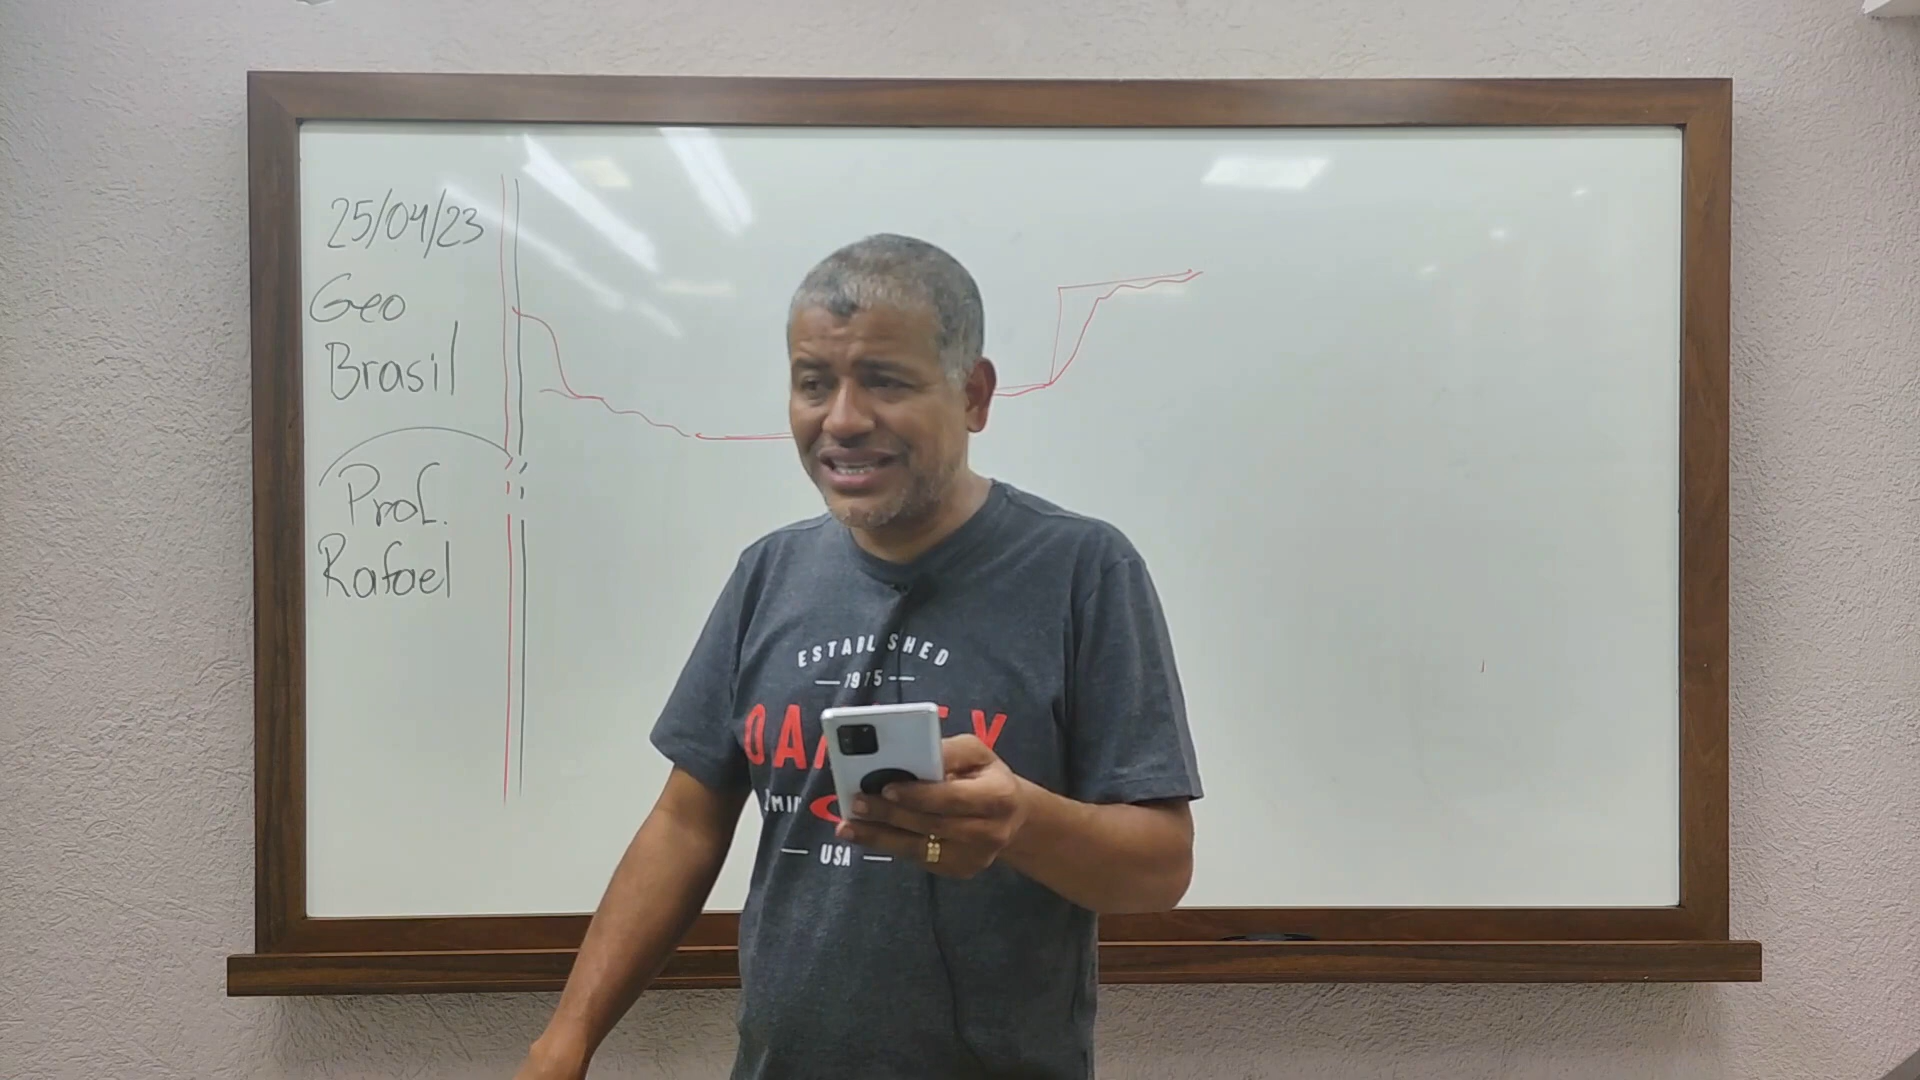 25/04/23
Geo
Brasil
Prof.
Rafael
ESTABLISHED
1975
USA